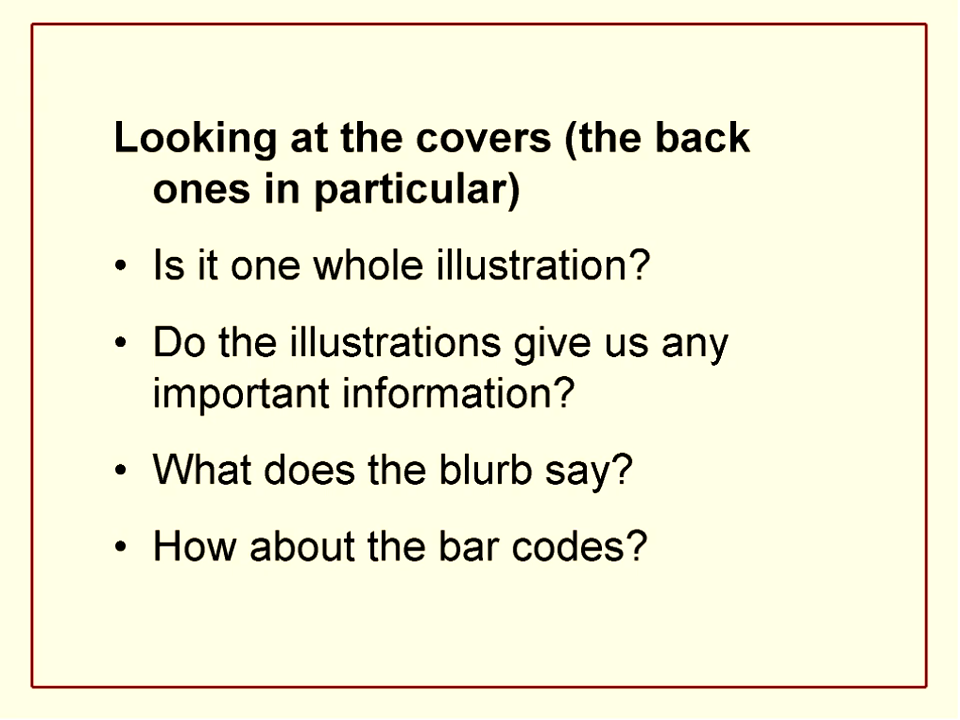 Looking at the covers (the back
ones in particular)
• Is it one whole illustration?
• Do the illustrations give us any
important information?
• What does the blurb say?
• How about the bar codes?